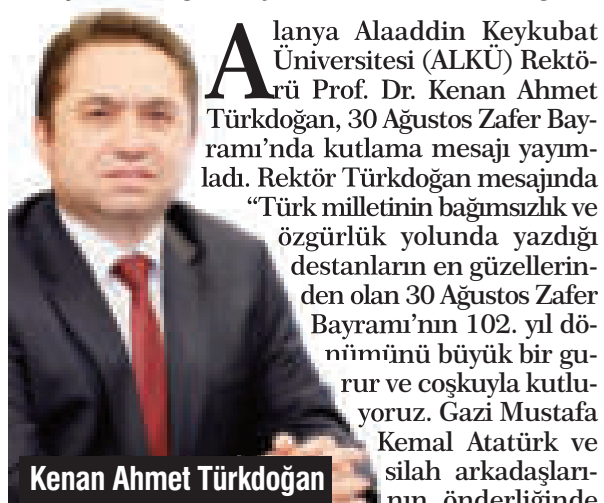 Alanya Alaaddin Keykubat
Üniversitesi (ALKÜ) Rektö-
rü Prof. Dr. Kenan Ahmet
Türkdoğan, 30 Ağustos Zafer Bay-
ramı’nda kutlama mesajı yayım-
ladı. Rektör Türkdoğan mesajında
“Türk milletinin bağımsızlık ve
özgürlük yolunda yazdığı
destanların en güzellerin-
den olan 30 Ağustos Zafer
Bayramı’nın 102. yıl dö-
nümünü büyük bir gu-
rur ve coşkuyla kutlu-
yoruz. Gazi Mustafa
Kemal Atatürk ve
silah arkadaşları-
nın önderliğinde
Kenan Ahmet Türkdoğan